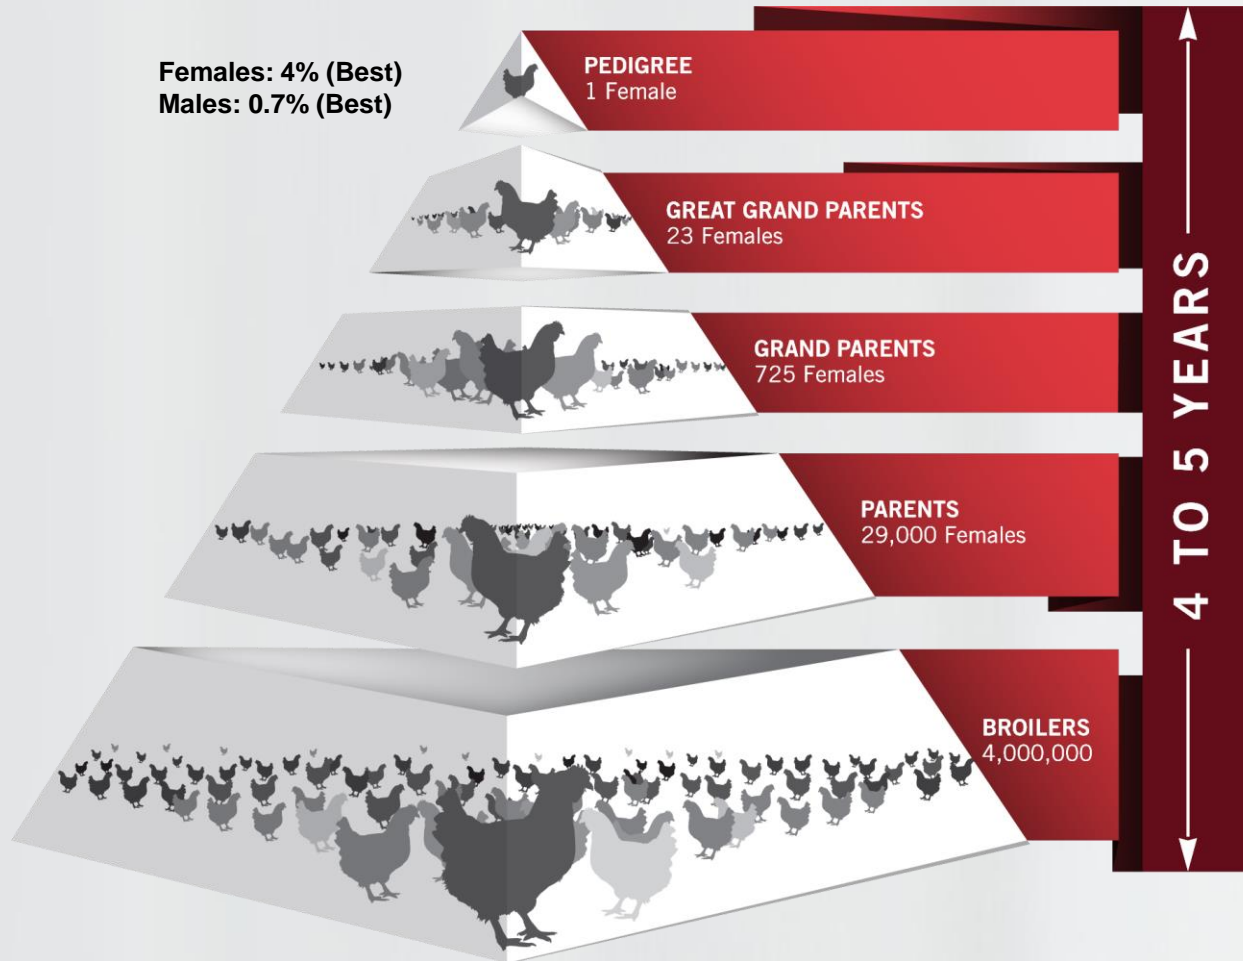 Females: 4% (Best)
Males: 0.7% (Best)
PEDIGREE
1 Female
GREAT GRAND PARENTS
23 Females
GRAND PARENTS
725 Females
PARENTS
29,000 Females
BROILERS
4,000,000
4 TO 5 YEARS